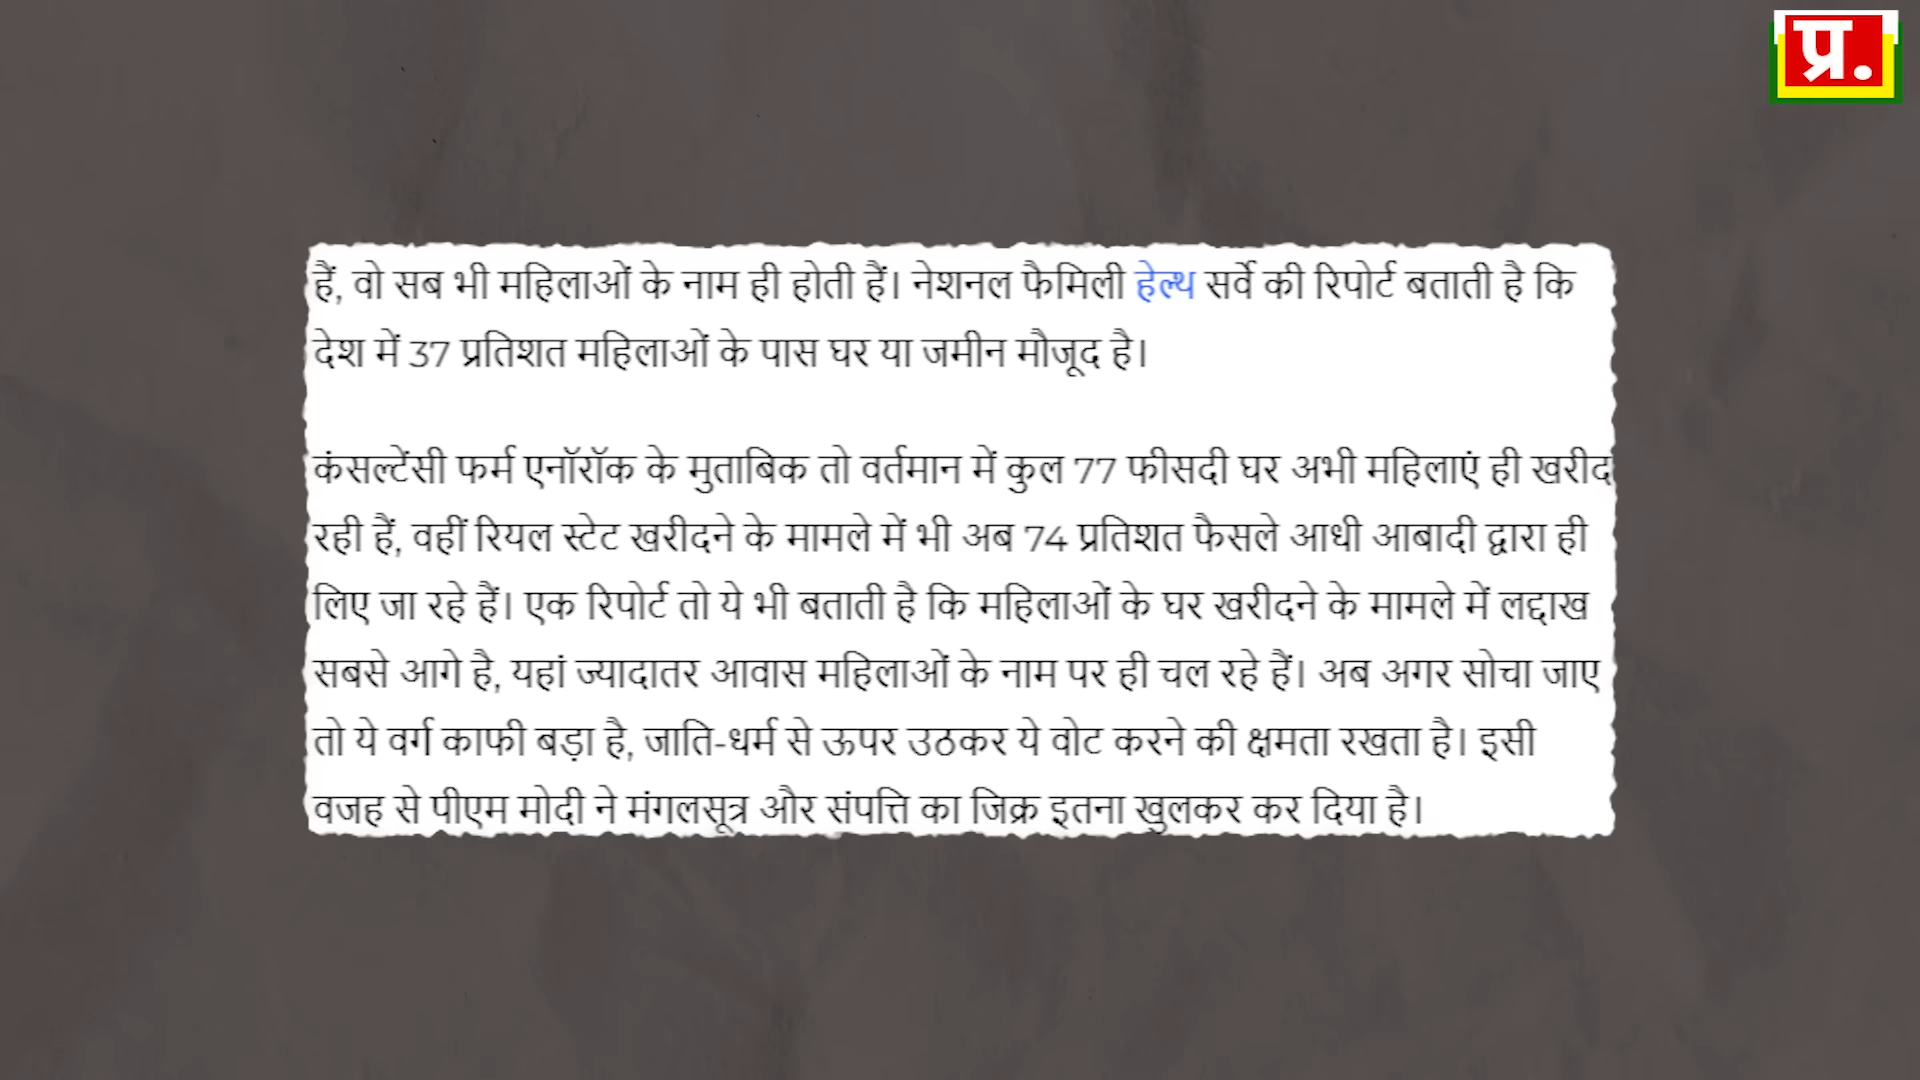 प्र.
हैं, वो सब भी महिलाओं के नाम ही होती हैं। नेशनल फैमिली हेल्थ सर्वे की रिपोर्ट बताती है कि
देश में 37 प्रतिशत महिलाओं के पास घर या जमीन मौजूद है।
कंसल्टेंसी फर्म एनॉरॉक के मुताबिक तो वर्तमान में कुल 77 फीसदी घर अभी महिलाएं ही खरीद
रही हैं, वहीं रियल स्टेट खरीदने के मामले में भी अब 74 प्रतिशत फैसले आधी आबादी द्वारा ही
लिए जा रहे हैं। एक रिपोर्ट तो ये भी बताती है कि महिलाओं के घर खरीदने के मामले में लद्दाख
सबसे आगे है, यहां ज्यादातर आवास महिलाओं के नाम पर ही चल रहे हैं। अब अगर सोचा जाए
तो ये वर्ग काफी बड़ा है, जाति-धर्म से ऊपर उठकर ये वोट करने की क्षमता रखता है। इसी
वजह से पीएम मोदी ने मंगलसूत्र और संपत्ति का जिक्र इतना खुलकर कर दिया है।